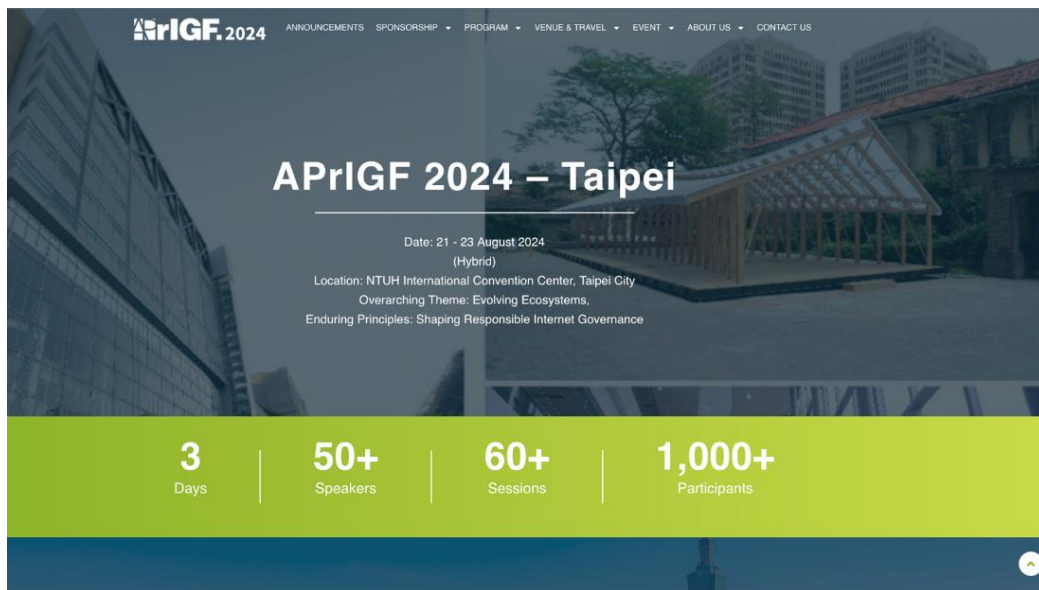 APrIGF. 2024
ANNOUNCEMENTS SPONSORSHIP PROGRAM VENUE & TRAVEL EVENT ABOUT US CONTACT US
APrIGF 2024 – Taipei
Date: 21 - 23 August 2024
(Hybrid)
Location: NTUH International Convention Center, Taipei City
Overarching Theme: Evolving Ecosystems,
Enduring Principles: Shaping Responsible Internet Governance
3 50+ 60+ 1,000+
Days Speakers Sessions Participants